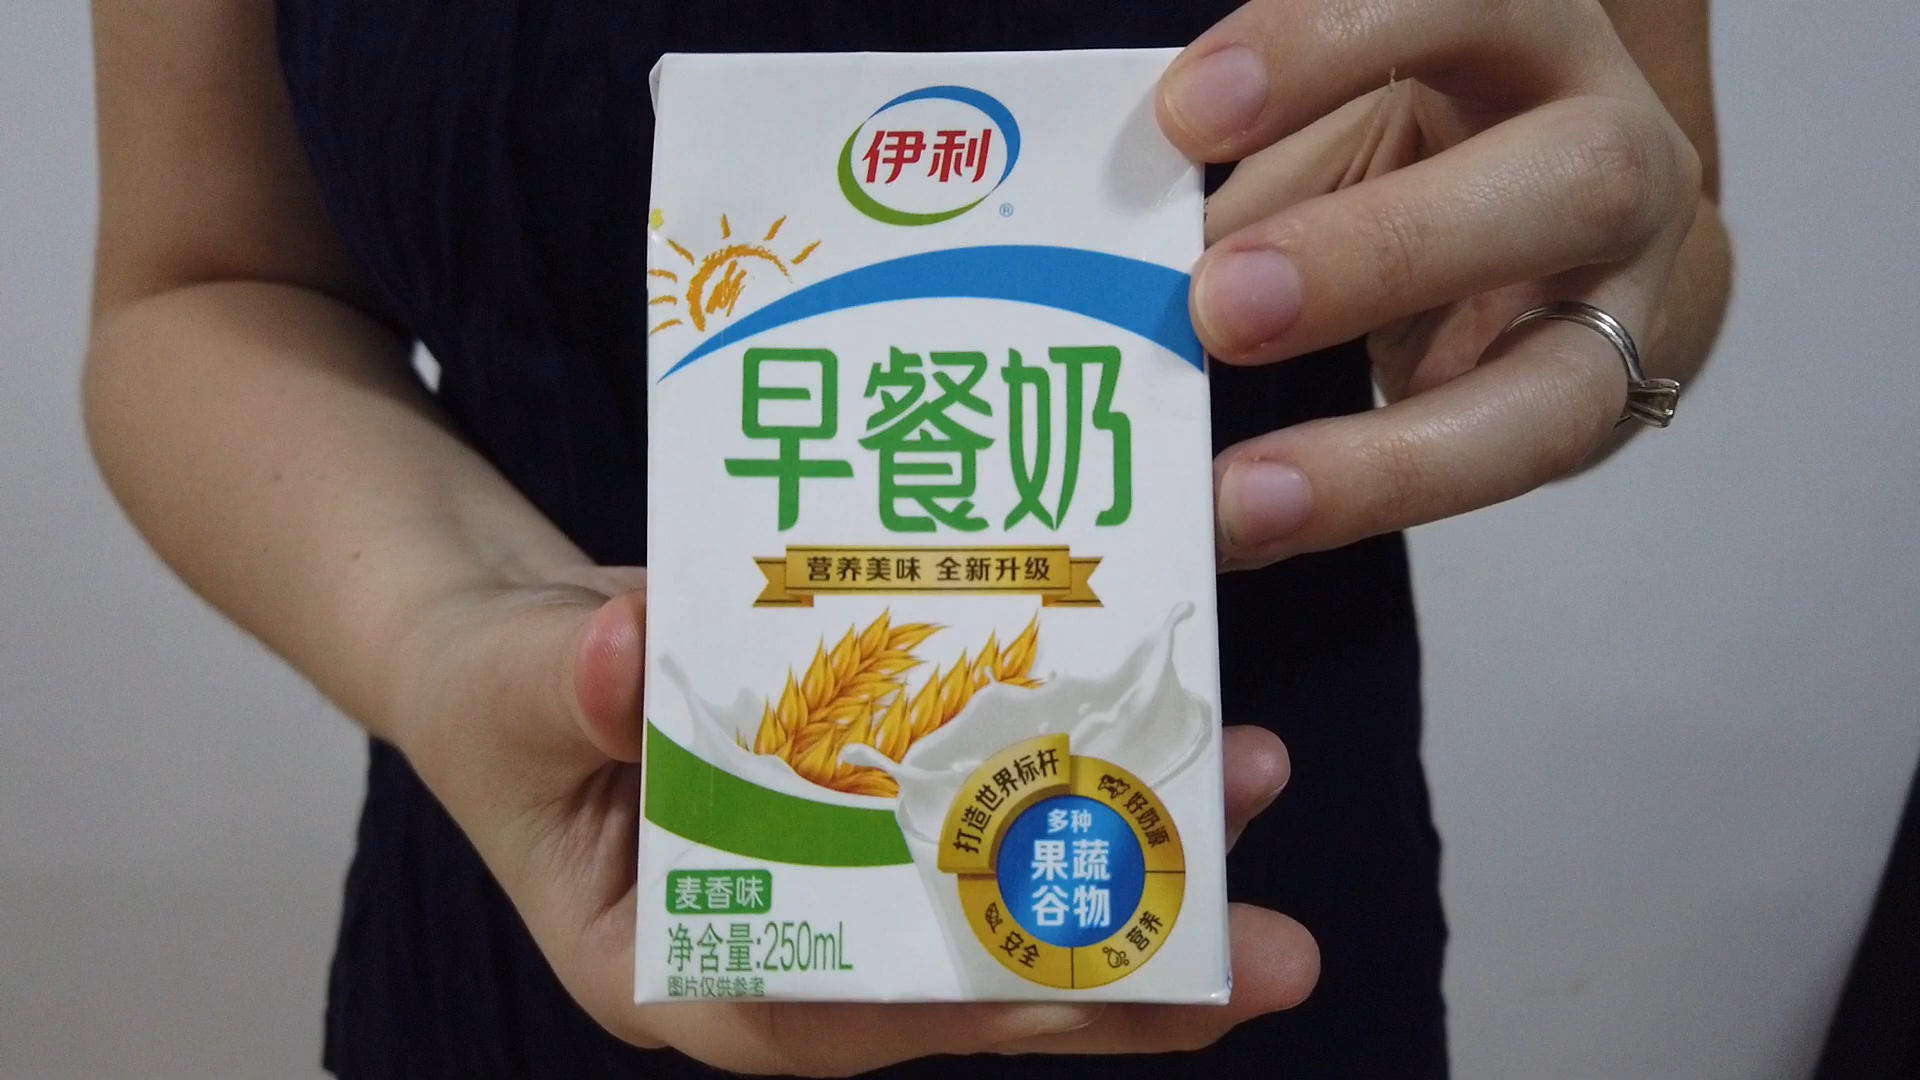 伊利
®
早餐奶
营养美味 全新升级
打造世界标杆
好奶源
多种
果蔬
谷物
安全
营养
麦香味
净含量:250mL
图片仅供参考